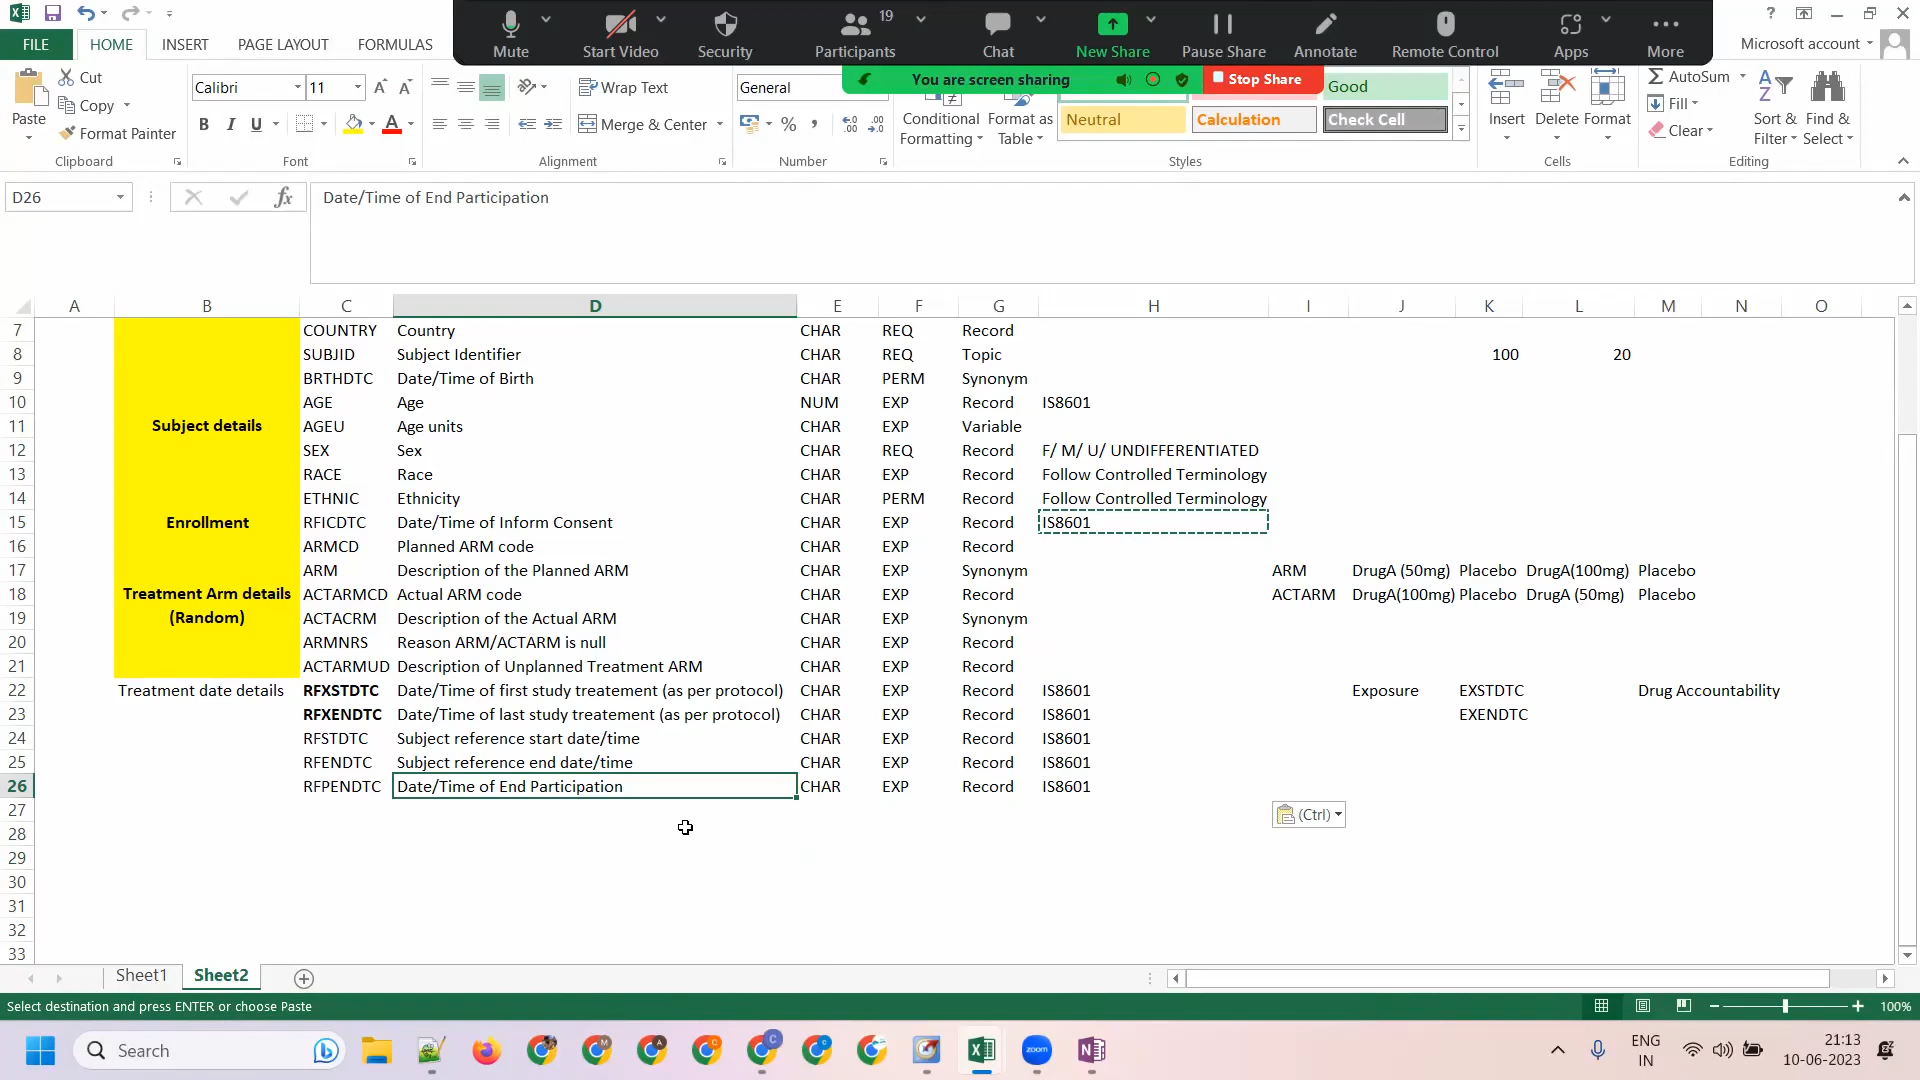 FILE HOME INSERT PAGE LAYOUT FORMULAS
Mute Start Video Security Participants 19 Chat New Share Pause Share Annotate Remote Control Apps More
You are screen sharing Stop Share
? Microsoft account
Paste Cut Copy Format Painter Clipboard
Calibri 11 B I U Font
Wrap Text Merge & Center Alignment
General % Number
Conditional Formatting Format as Table
Good
Neutral Calculation Check Cell
Styles
Insert Delete Format Cells
AutoSum Fill Clear Sort & Filter Find & Select Editing
D26 fx Date/Time of End Participation
A B C D E F G H I J K L M N O
7 COUNTRY Country CHAR REQ Record
8 SUBJID Subject Identifier CHAR REQ Topic 100 20
9 BRTHDTC Date/Time of Birth CHAR PERM Synonym
10 AGE Age NUM EXP Record IS8601
11 Subject details AGEU Age units CHAR EXP Variable
12 SEX Sex CHAR REQ Record F/ M/ U/ UNDIFFERENTIATED
13 RACE Race CHAR EXP Record Follow Controlled Terminology
14 ETHNIC Ethnicity CHAR PERM Record Follow Controlled Terminology
15 Enrollment RFICDTC Date/Time of Inform Consent CHAR EXP Record IS8601
16 ARMCD Planned ARM code CHAR EXP Record
17 ARM Description of the Planned ARM CHAR EXP Synonym ARM DrugA (50mg) Placebo DrugA(100mg) Placebo
18 Treatment Arm details ACTARMCD Actual ARM code CHAR EXP Record ACTARM DrugA(100mg) Placebo DrugA (50mg) Placebo
19 (Random) ACTACRM Description of the Actual ARM CHAR EXP Synonym
20 ARMNRS Reason ARM/ACTARM is null CHAR EXP Record
21 ACTARMUD Description of Unplanned Treatment ARM CHAR EXP Record
22 Treatment date details RFXSTDTC Date/Time of first study treatement (as per protocol) CHAR EXP Record IS8601 Exposure EXSTDTC Drug Accountability
23 RFXENDTC Date/Time of last study treatement (as per protocol) CHAR EXP Record IS8601 EXENDTC
24 RFSTDTC Subject reference start date/time CHAR EXP Record IS8601
25 RFENDTC Subject reference end date/time CHAR EXP Record IS8601
26 RFPENDTC Date/Time of End Participation CHAR EXP Record IS8601
27 (Ctrl)
28
29
30
31
32
33
Sheet1 Sheet2
Select destination and press ENTER or choose Paste 100%
Search zoom ENG IN 21:13 10-06-2023